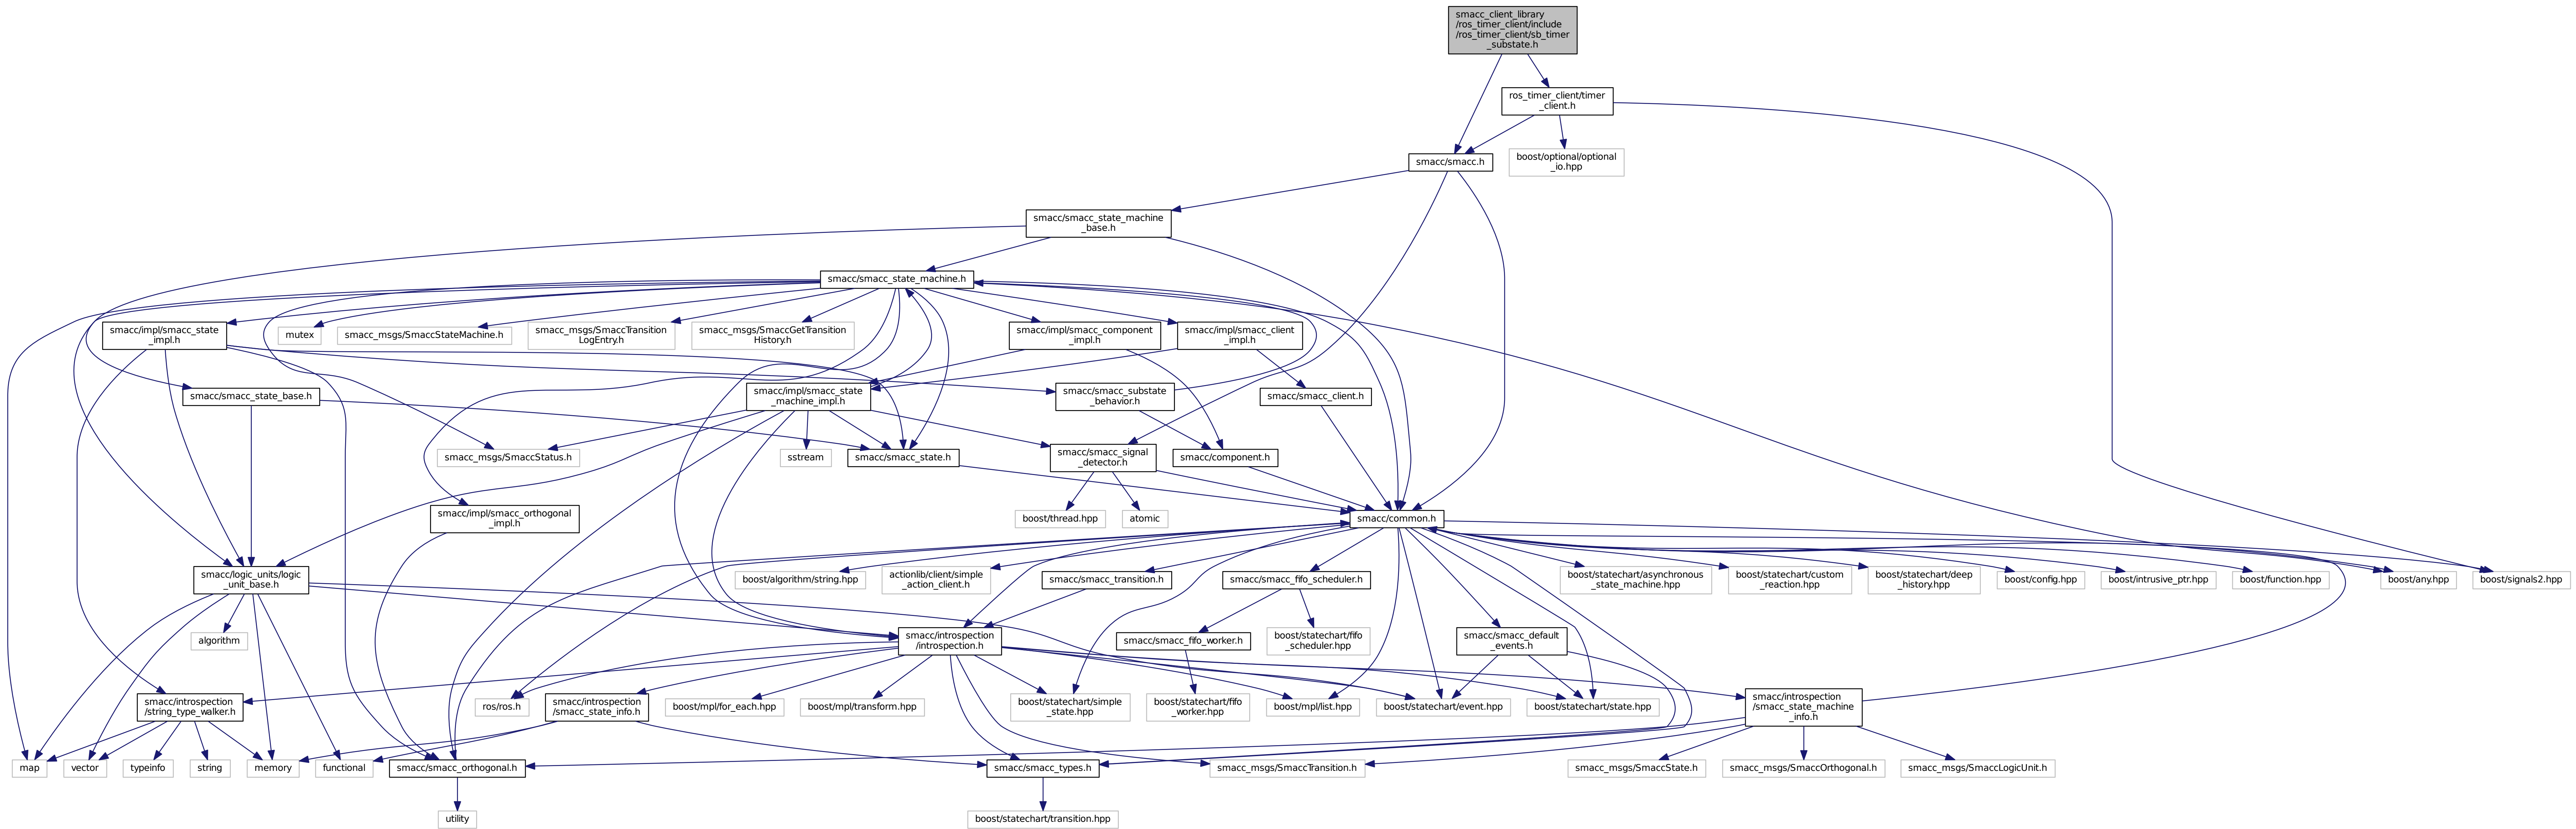 smacc_client_library
/ros_timer_client/include
/ros_timer_client/sb_timer
_substate.h
ros_timer_client/timer
_client.h
smacc/smacc.h
boost/optional/optional
_io.hpp
smacc/smacc_state_machine
_base.h
smacc/smacc_state_machine.h
smacc/impl/smacc_state
_impl.h
mutex
smacc_msgs/SmaccStateMachine.h
smacc_msgs/SmaccTransition
LogEntry.h
smacc_msgs/SmaccGetTransition
History.h
smacc/impl/smacc_component
_impl.h
smacc/impl/smacc_client
_impl.h
smacc/smacc_state_base.h
smacc/impl/smacc_state
_machine_impl.h
smacc/smacc_substate
_behavior.h
smacc/smacc_client.h
smacc_msgs/SmaccStatus.h
sstream
smacc/smacc_state.h
smacc/smacc_signal
_detector.h
smacc/component.h
smacc/impl/smacc_orthogonal
_impl.h
boost/thread.hpp
atomic
smacc/common.h
smacc/logic_units/logic
_unit_base.h
boost/algorithm/string.hpp
actionlib/client/simple
_action_client.h
smacc/smacc_transition.h
smacc/smacc_fifo_scheduler.h
boost/statechart/asynchronous
_state_machine.hpp
boost/statechart/custom
_reaction.hpp
boost/statechart/deep
_history.hpp
boost/config.hpp
boost/intrusive_ptr.hpp
boost/function.hpp
boost/any.hpp
boost/signals2.hpp
algorithm
smacc/introspection
/introspection.h
smacc/smacc_fifo_worker.h
boost/statechart/fifo
_scheduler.hpp
smacc/smacc_default
_events.h
smacc/introspection
/string_type_walker.h
ros/ros.h
smacc/introspection
/smacc_state_info.h
boost/mpl/for_each.hpp
boost/mpl/transform.hpp
boost/statechart/simple
_state.hpp
boost/statechart/fifo
_worker.hpp
boost/mpl/list.hpp
boost/statechart/event.hpp
boost/statechart/state.hpp
smacc/introspection
/smacc_state_machine
_info.h
map
vector
typeinfo
string
memory
functional
smacc/smacc_orthogonal.h
smacc/smacc_types.h
smacc_msgs/SmaccTransition.h
smacc_msgs/SmaccState.h
smacc_msgs/SmaccOrthogonal.h
smacc_msgs/SmaccLogicUnit.h
utility
boost/statechart/transition.hpp